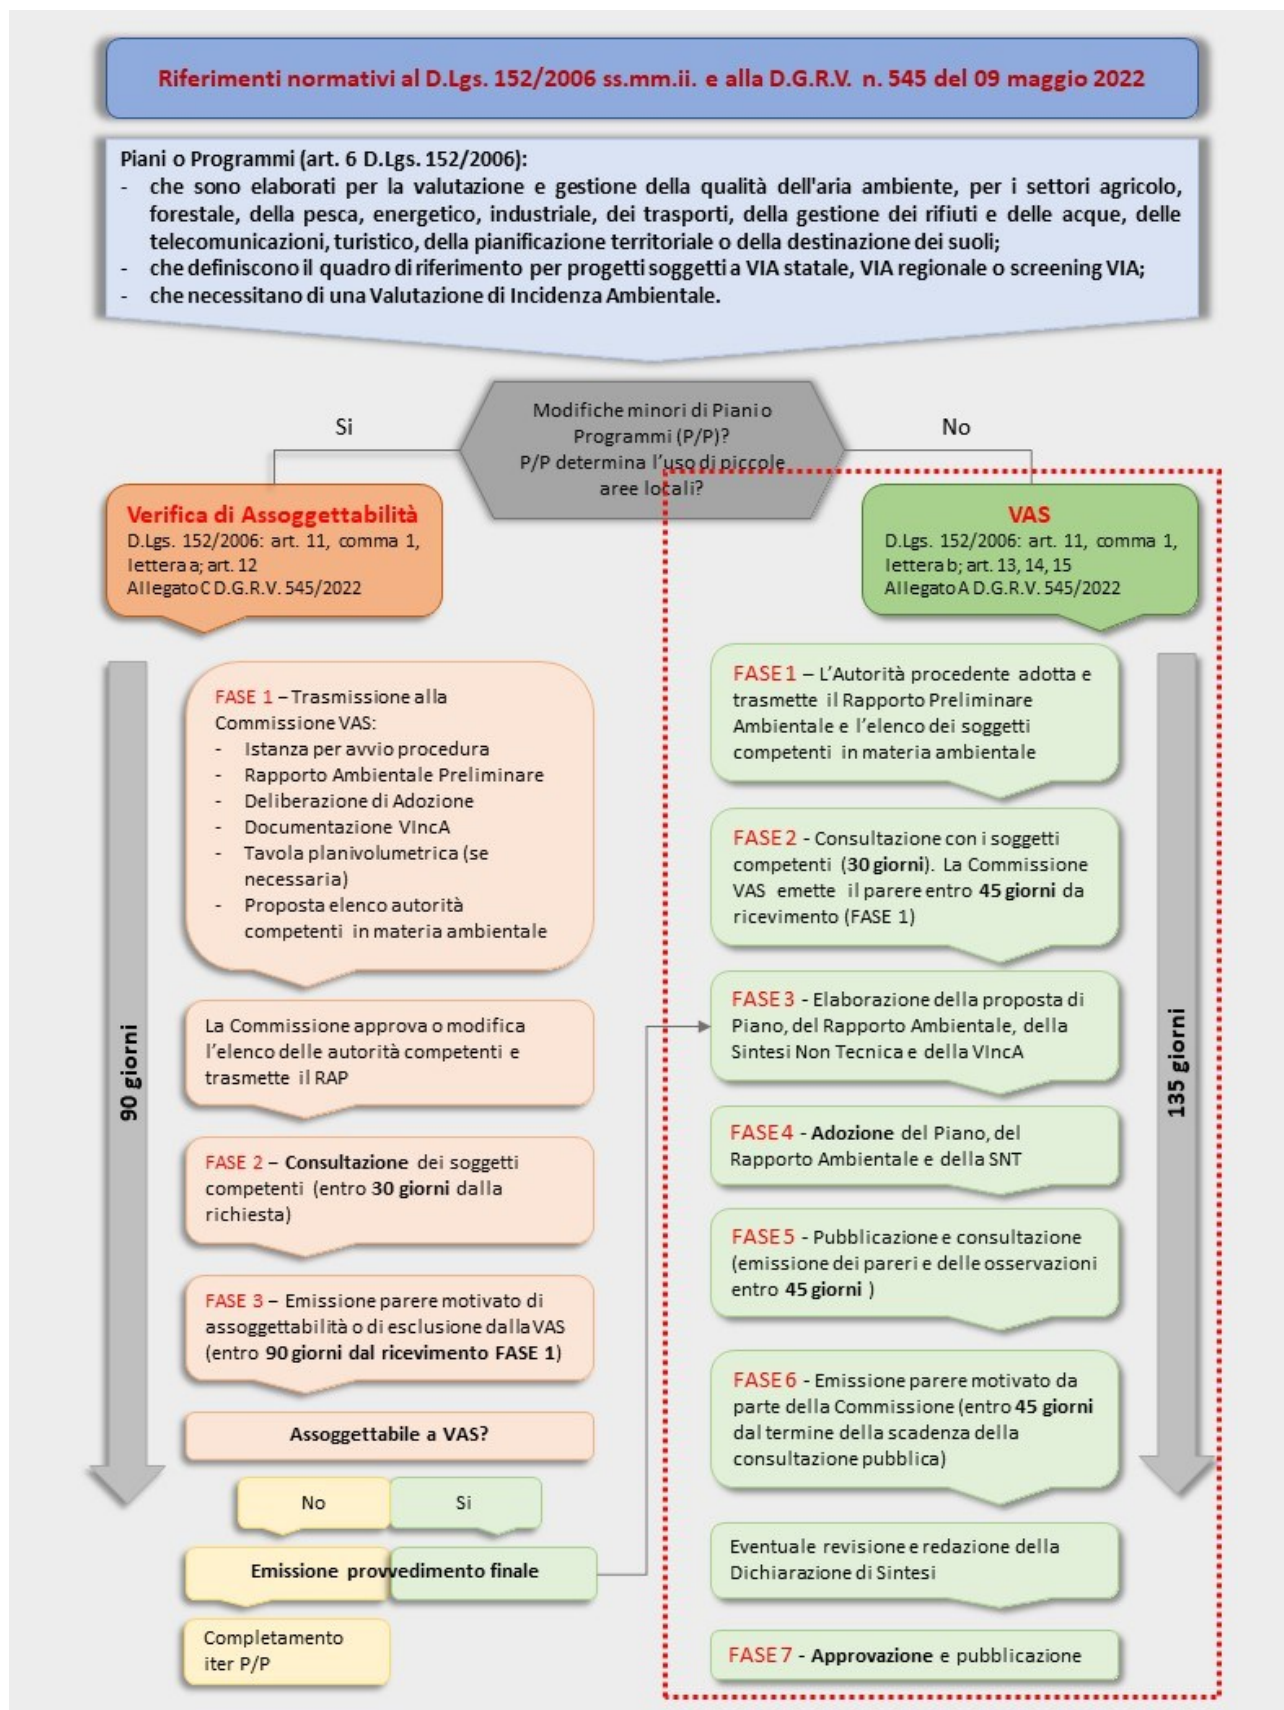 Riferimenti normativi al D.Lgs. 152/2006 ss.mm.ii. e alla D.G.R.V. n. 545 del 09 maggio 2022
Piani o Programmi (art. 6 D.Lgs. 152/2006):
- che sono elaborati per la valutazione e gestione della qualità dell'aria ambiente, per i settori agricolo,
forestale, della pesca, energetico, industriale, dei trasporti, della gestione dei rifiuti e delle acque, delle
telecomunicazioni, turistico, della pianificazione territoriale o della destinazione dei suoli;
- che definiscono il quadro di riferimento per progetti soggetti a VIA statale, VIA regionale o screening VIA;
- che necessitano di una Valutazione di Incidenza Ambientale.
Modifiche minori di Piani o
Programmi (P/P)?
P/P determina l'uso di piccole
aree locali?
Si
No
Verifica di Assoggettabilità
D.Lgs. 152/2006: art. 11, comma 1,
lettera a; art. 12
Allegato C D.G.R.V. 545/2022
90 giorni
FASE 1 – Trasmissione alla
Commissione VAS:
- Istanza per avvio procedura
- Rapporto Ambientale Preliminare
- Deliberazione di Adozione
- Documentazione VIncA
- Tavola planivolumetrica (se
necessaria)
- Proposta elenco autorità
competenti in materia ambientale
La Commissione approva o modifica
l'elenco delle autorità competenti e
trasmette il RAP
FASE 2 – Consultazione dei soggetti
competenti (entro 30 giorni dalla
richiesta)
FASE 3 – Emissione parere motivato di
assoggettabilità o di esclusione dalla VAS
(entro 90 giorni dal ricevimento FASE 1)
Assoggettabile a VAS?
No
Si
Emissione provvedimento finale
Completamento
iter P/P
VAS
D.Lgs. 152/2006: art. 11, comma 1,
lettera b; art. 13, 14, 15
Allegato A D.G.R.V. 545/2022
FASE 1 – L'Autorità procedente adotta e
trasmette il Rapporto Preliminare
Ambientale e l'elenco dei soggetti
competenti in materia ambientale
FASE 2 - Consultazione con i soggetti
competenti (30 giorni). La Commissione
VAS emette il parere entro 45 giorni da
ricevimento (FASE 1)
FASE 3 - Elaborazione della proposta di
Piano, del Rapporto Ambientale, della
Sintesi Non Tecnica e della VIncA
FASE 4 - Adozione del Piano, del
Rapporto Ambientale e della SNT
FASE 5 - Pubblicazione e consultazione
(emissione dei pareri e delle osservazioni
entro 45 giorni )
FASE 6 - Emissione parere motivato da
parte della Commissione (entro 45 giorni
dal termine della scadenza della
consultazione pubblica)
Eventuale revisione e redazione della
Dichiarazione di Sintesi
FASE 7 - Approvazione e pubblicazione
135 giorni